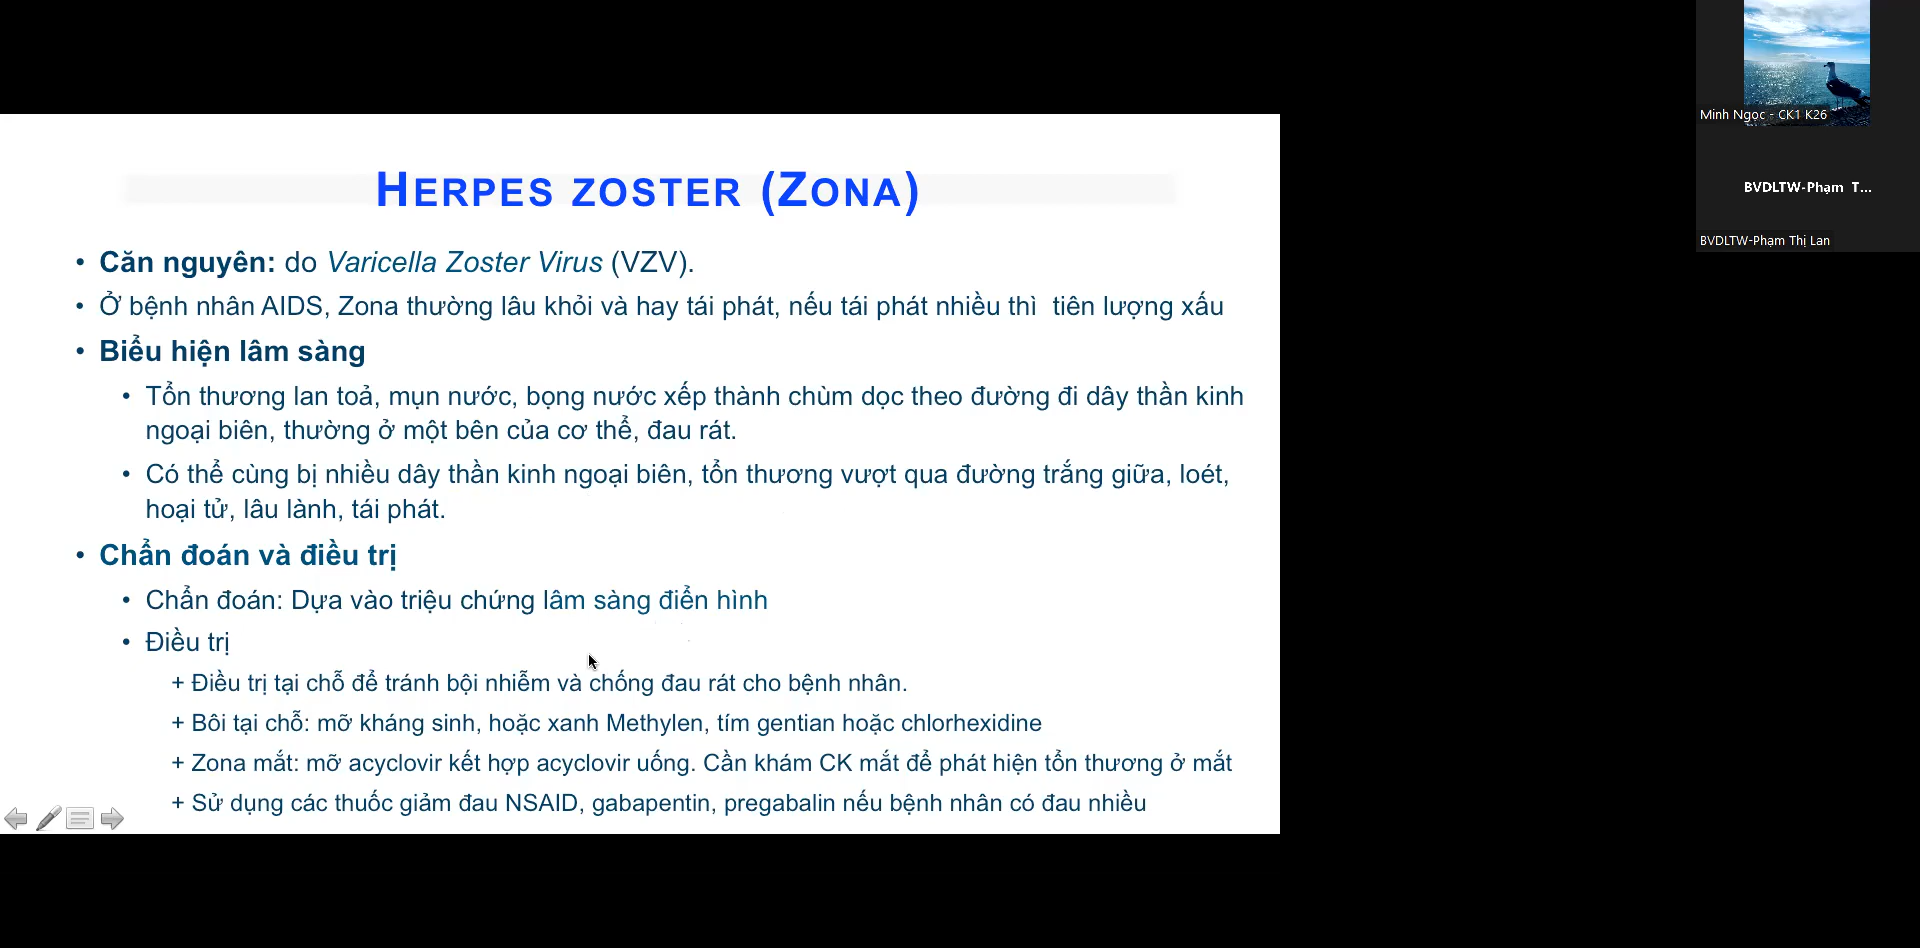 HERPES ZOSTER (ZONA)
• Căn nguyên: do Varicella Zoster Virus (VZV).
• Ở bệnh nhân AIDS, Zona thường lâu khỏi và hay tái phát, nếu tái phát nhiều thì tiên lượng xấu
• Biểu hiện lâm sàng
• Tổn thương lan toả, mụn nước, bọng nước xếp thành chùm dọc theo đường đi dây thần kinh
ngoại biên, thường ở một bên của cơ thể, đau rát.
• Có thể cùng bị nhiều dây thần kinh ngoại biên, tổn thương vượt qua đường trắng giữa, loét,
hoại tử, lâu lành, tái phát.
• Chẩn đoán và điều trị
• Chẩn đoán: Dựa vào triệu chứng lâm sàng điển hình
• Điều trị
+ Điều trị tại chỗ để tránh bội nhiễm và chống đau rát cho bệnh nhân.
+ Bôi tại chỗ: mỡ kháng sinh, hoặc xanh Methylen, tím gentian hoặc chlorhexidine
+ Zona mắt: mỡ acyclovir kết hợp acyclovir uống. Cần khám CK mắt để phát hiện tổn thương ở mắt
+ Sử dụng các thuốc giảm đau NSAID, gabapentin, pregabalin nếu bệnh nhân có đau nhiều
Minh Ngọc - CK1 K26
BVDLTW-Phạm T...
BVDLTW-Phạm Thị Lan